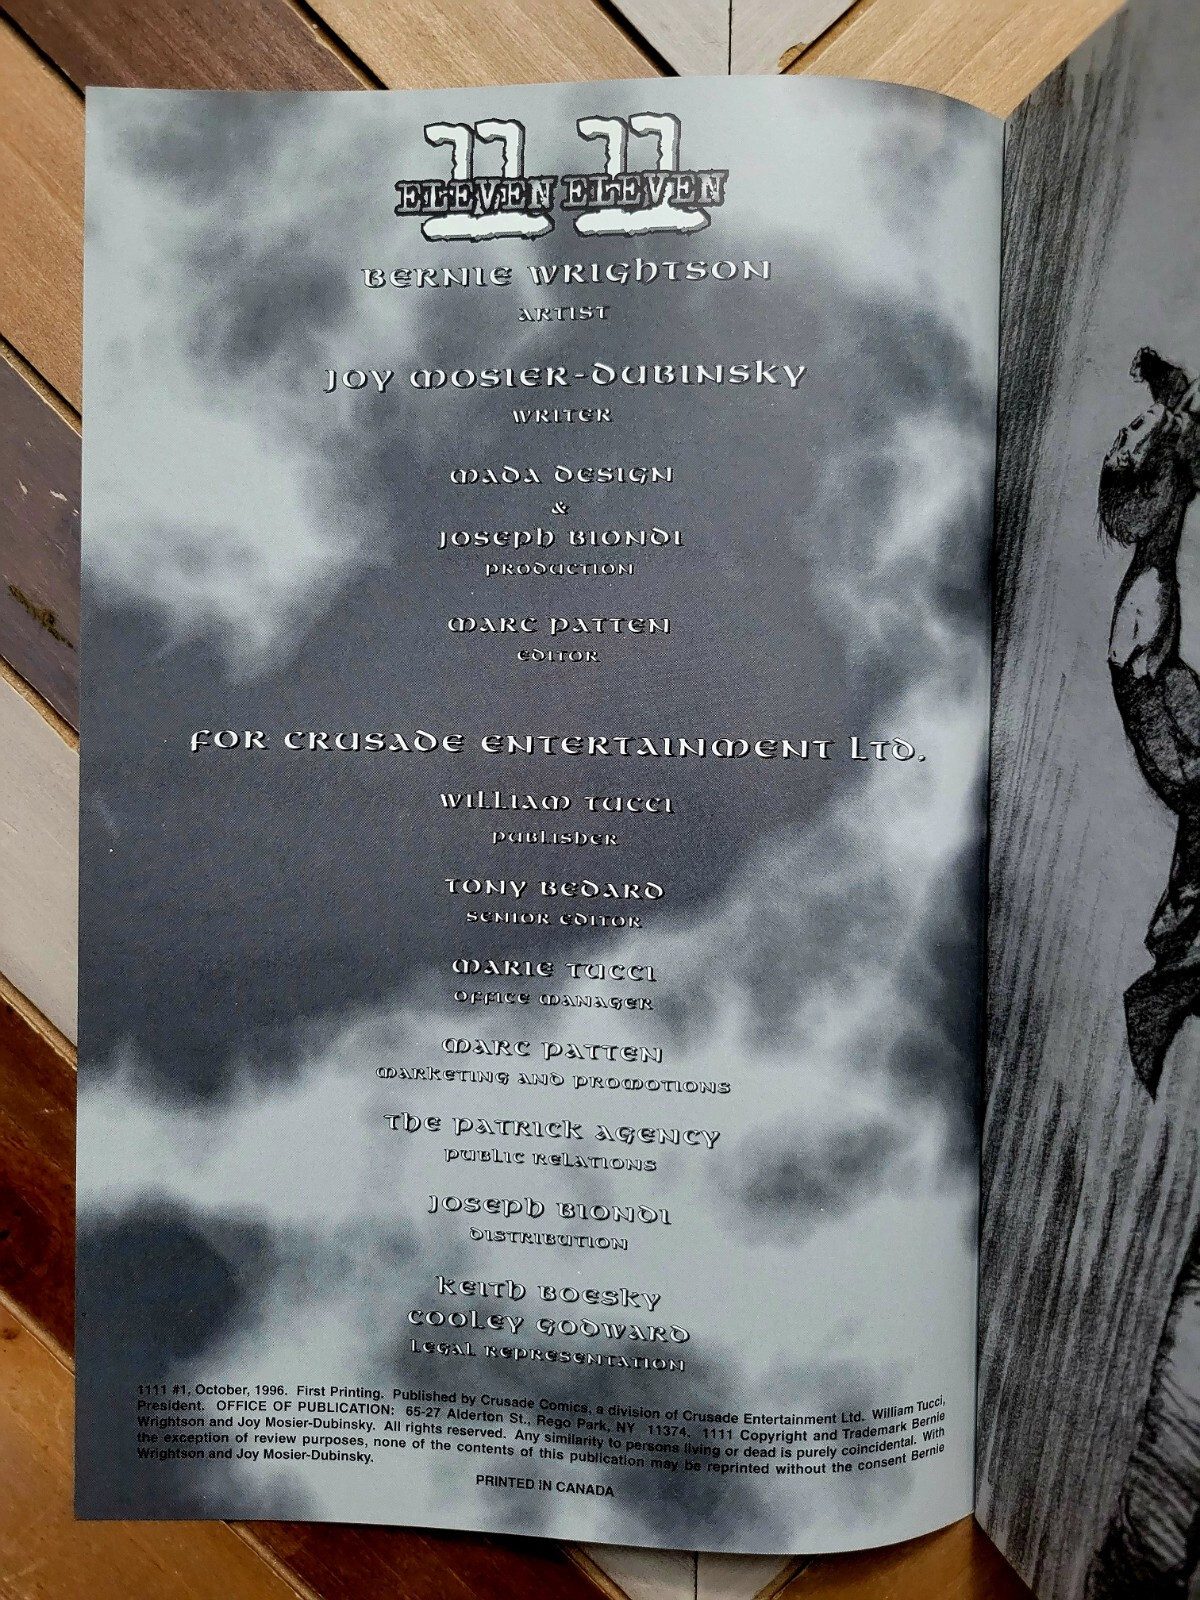 11 11
ELEVEN ELEVEN
BERNIE WRIGHTSON
ARTIST
JOY MOSIER-DUBINSKY
WRITER
MADA DESIGN
&
JOSEPH BIONDI
PRODUCTION
MARC PATTEN
EDITOR
FOR CRUSADE ENTERTAINMENT LTD.
WILLIAM TUCCI
PUBLISHER
TONY BEDARD
SENIOR EDITOR
MARIE TUCCI
OFFICE MANAGER
MARC PATTEN
MARKETING AND PROMOTIONS
THE PATRICK AGENCY
PUBLIC RELATIONS
JOSEPH BIONDI
DISTRIBUTION
KEITH BOESKY
COOLEY GODWARD
LEGAL REPRESENTATION
1111 #1, October, 1996. First Printing. Published by Crusade Comics, a division of Crusade Entertainment Ltd. William Tucci,
President. OFFICE OF PUBLICATION: 65-27 Alderton St., Rego Park, NY 11374. 1111 Copyright and Trademark Bernie
Wrightson and Joy Mosier-Dubinsky. All rights reserved. Any similarity to persons living or dead is purely coincidental. With
the exception of review purposes, none of the contents of this publication may be reprinted without the consent Bernie
Wrightson and Joy Mosier-Dubinsky.
PRINTED IN CANADA